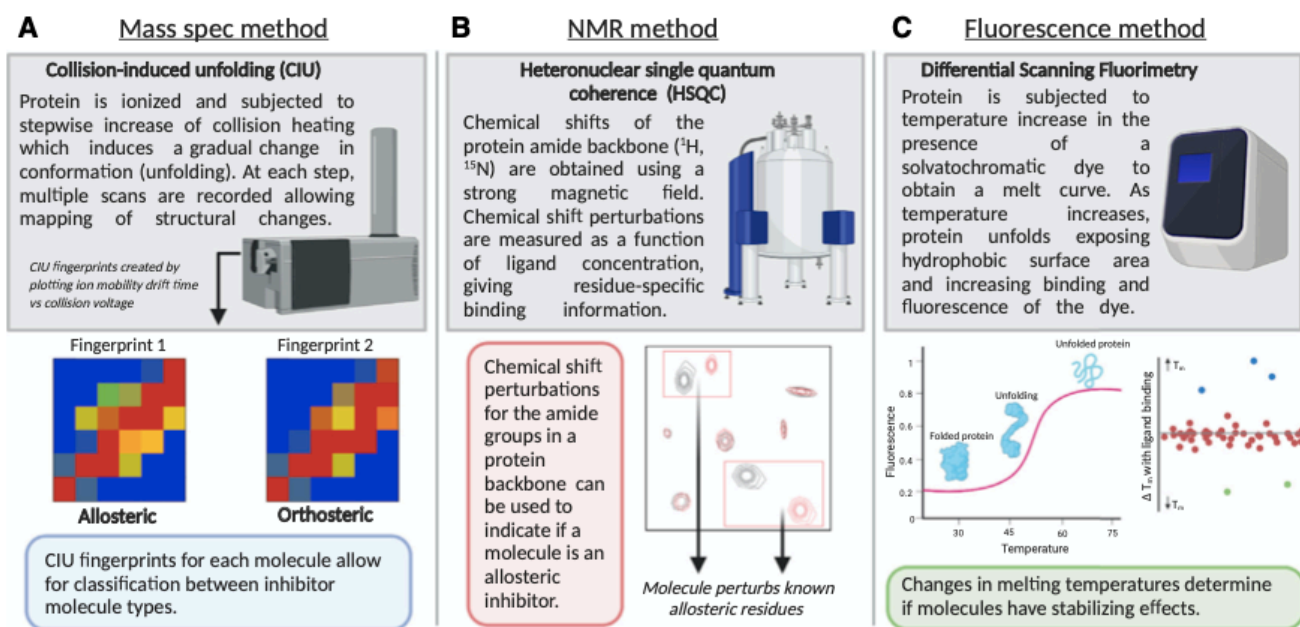 A
Mass spec method
Collision-induced unfolding (CIU)
Protein is ionized and subjected to
stepwise increase of collision heating
which induces a gradual change in
conformation (unfolding). At each step,
multiple scans are recorded allowing
mapping of structural changes.
CIU fingerprints created by
plotting ion mobility drift time
vs collision voltage
Fingerprint 1
Fingerprint 2
Allosteric
Orthosteric
CIU fingerprints for each molecule allow
for classification between inhibitor
molecule types.
B
NMR method
Heteronuclear single quantum
coherence (HSQC)
Chemical shifts of the
protein amide backbone (¹H,
¹⁵N) are obtained using a
strong magnetic field.
Chemical shift perturbations
are measured as a function
of ligand concentration,
giving residue-specific
binding information.
Chemical shift
perturbations
for the amide
groups in a
protein
backbone can
be used to
indicate if a
molecule is an
allosteric
inhibitor.
Molecule perturbs known
allosteric residues
C
Fluorescence method
Differential Scanning Fluorimetry
Protein is subjected to
temperature increase in the
presence of a
solvatochromatic dye to
obtain a melt curve. As
temperature increases,
protein unfolds exposing
hydrophobic surface area
and increasing binding and
fluorescence of the dye.
Fluorescence
1
0.8
0.6
0.4
0.2
0
30
45
60
75
Temperature
Folded protein
Unfolding
Unfolded protein
Δ Tm with ligand binding
↑Tm
↓Tm
Changes in melting temperatures determine
if molecules have stabilizing effects.